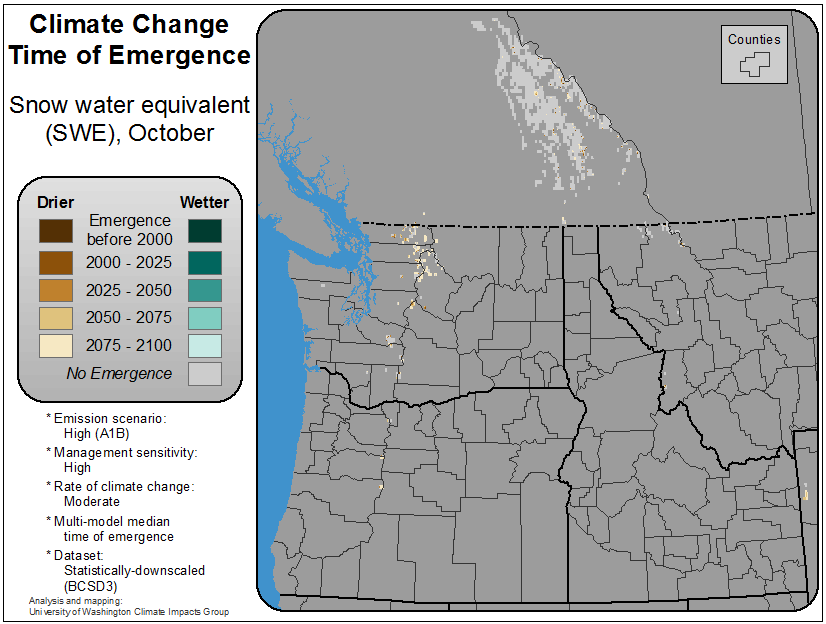 Climate Change
Time of Emergence
Snow water equivalent
(SWE), October
Counties
Drier
Wetter
Emergence
before 2000
2000 - 2025
2025 - 2050
2050 - 2075
2075 - 2100
No Emergence
* Emission scenario:
High (A1B)
* Management sensitivity:
High
* Rate of climate change:
Moderate
* Multi-model median
time of emergence
* Dataset:
Statistically-downscaled
(BCSD3)
Analysis and mapping:
University of Washington Climate Impacts Group